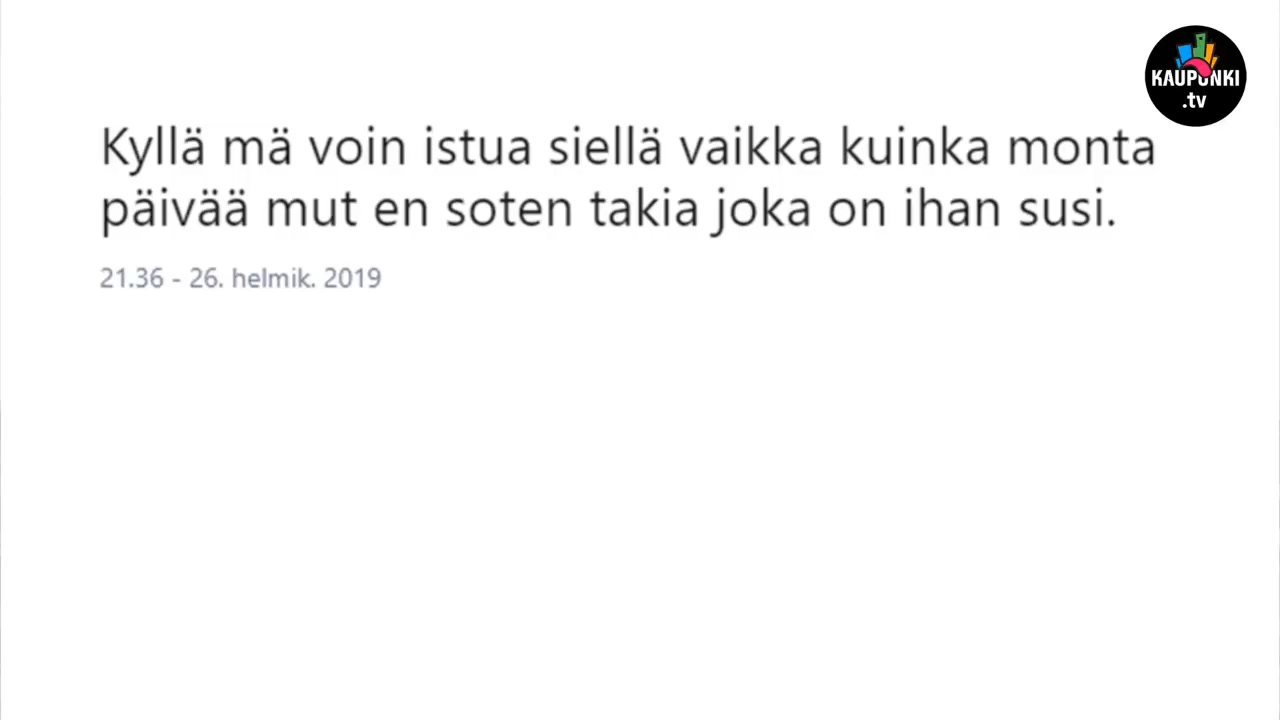 KAUPUNKI
.tv
Kyllä mä voin istua siellä vaikka kuinka monta
päivää mut en soten takia joka on ihan susi.
21.36 - 26. helmik. 2019